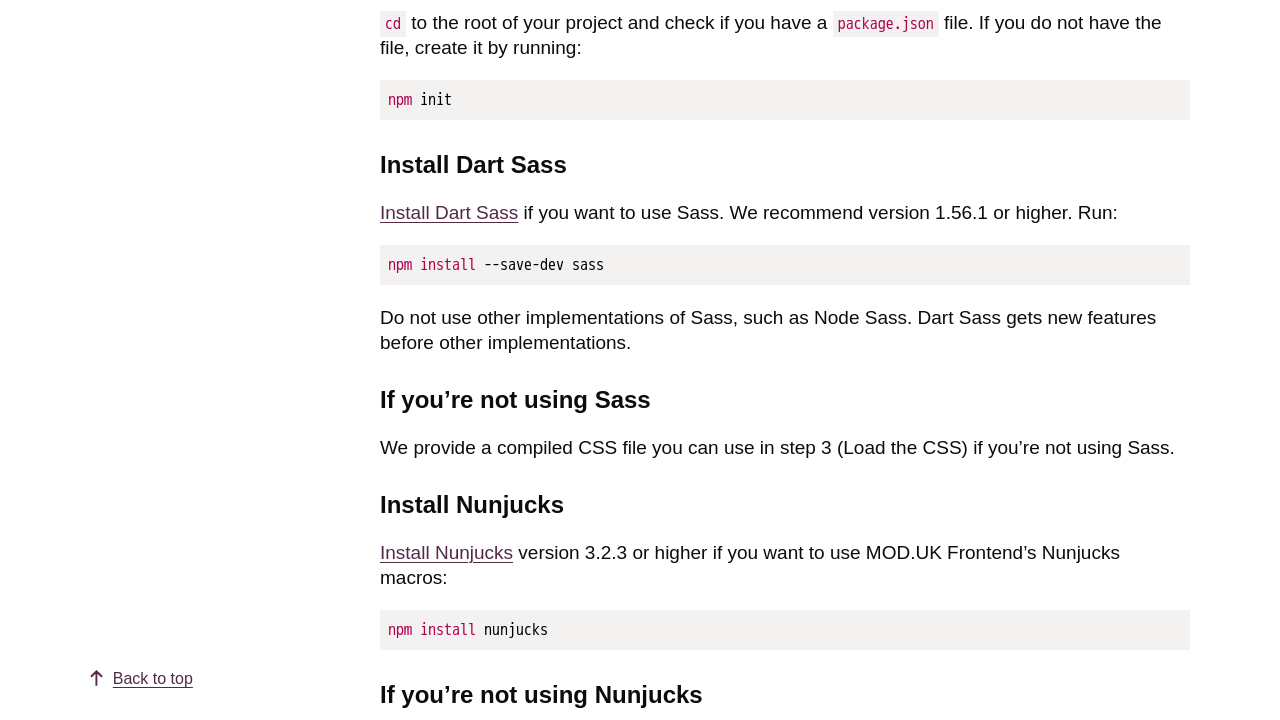 cd to the root of your project and check if you have a package.json file. If you do not have the
file, create it by running:
npm init
Install Dart Sass
Install Dart Sass if you want to use Sass. We recommend version 1.56.1 or higher. Run:
npm install --save-dev sass
Do not use other implementations of Sass, such as Node Sass. Dart Sass gets new features
before other implementations.
If you’re not using Sass
We provide a compiled CSS file you can use in step 3 (Load the CSS) if you’re not using Sass.
Install Nunjucks
Install Nunjucks version 3.2.3 or higher if you want to use MOD.UK Frontend’s Nunjucks
macros:
npm install nunjucks
Back to top
If you’re not using Nunjucks